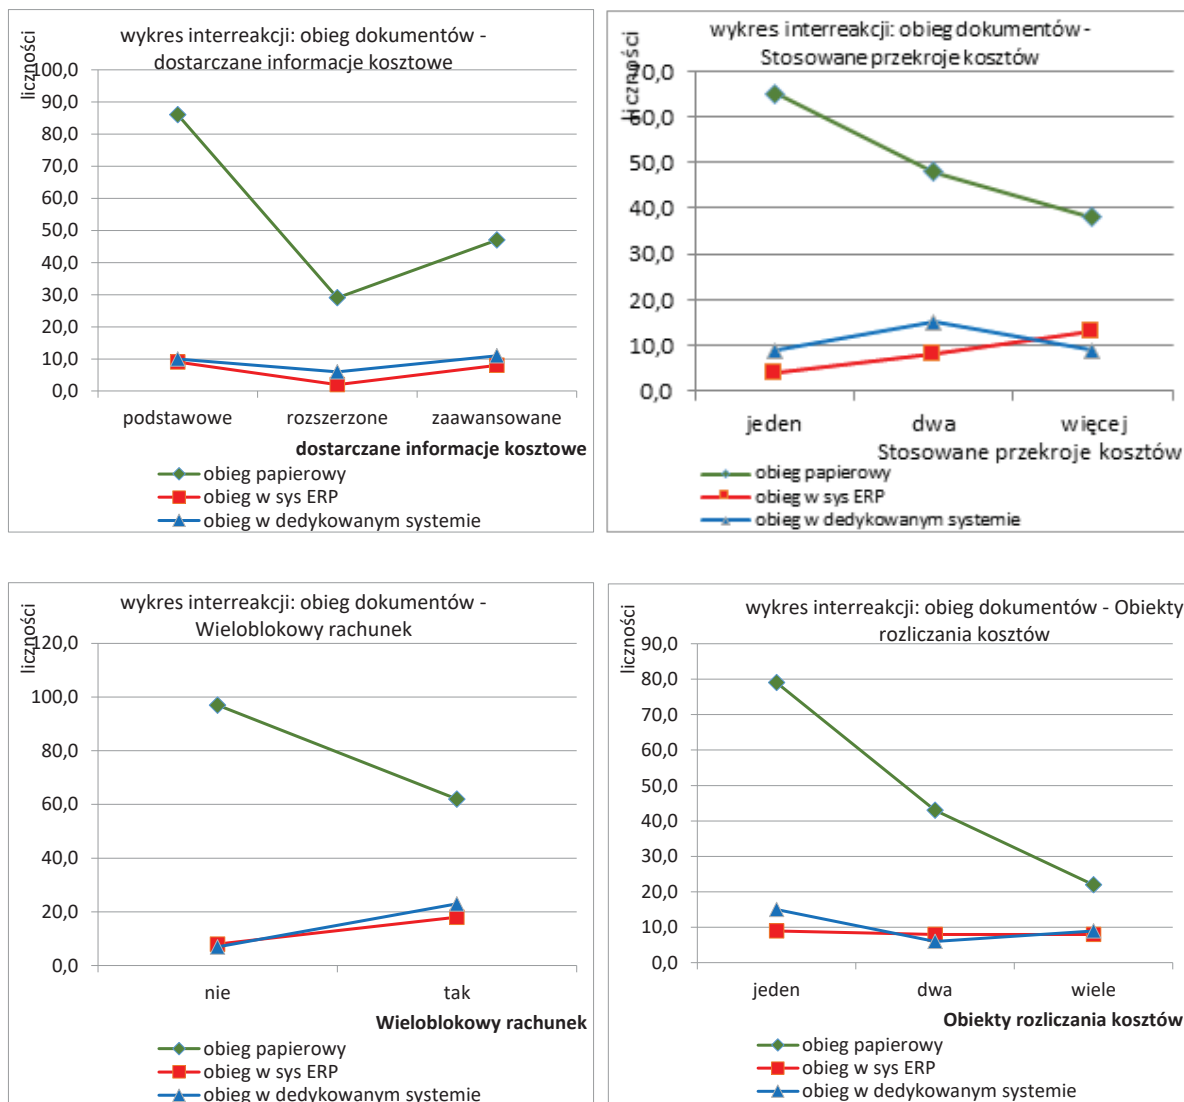 wykres interreakcji: obieg dokumentów -
dostarczane informacje kosztowe
liczności
100,0
90,0
80,0
70,0
60,0
50,0
40,0
30,0
20,0
10,0
0,0
podstawowe rozszerzone zaawansowane
dostarczane informacje kosztowe
obieg papierowy
obieg w sys ERP
obieg w dedykowanym systemie
wykres interreakcji: obieg dokumentów -
Stosowane przekroje kosztów
liczności
70,0
60,0
50,0
40,0
30,0
20,0
10,0
0,0
jeden dwa więcej
Stosowane przekroje kosztów
obieg papierowy
obieg w sys ERP
obieg w dedykowanym systemie
wykres interreakcji: obieg dokumentów -
Wieloblokowy rachunek
liczności
120,0
100,0
80,0
60,0
40,0
20,0
0,0
nie tak
Wieloblokowy rachunek
obieg papierowy
obieg w sys ERP
obieg w dedykowanym systemie
wykres interreakcji: obieg dokumentów - Obiekty
rozliczania kosztów
liczności
90,0
80,0
70,0
60,0
50,0
40,0
30,0
20,0
10,0
0,0
jeden dwa wiele
Obiekty rozliczania kosztów
obieg papierowy
obieg w sys ERP
obieg w dedykowanym systemie